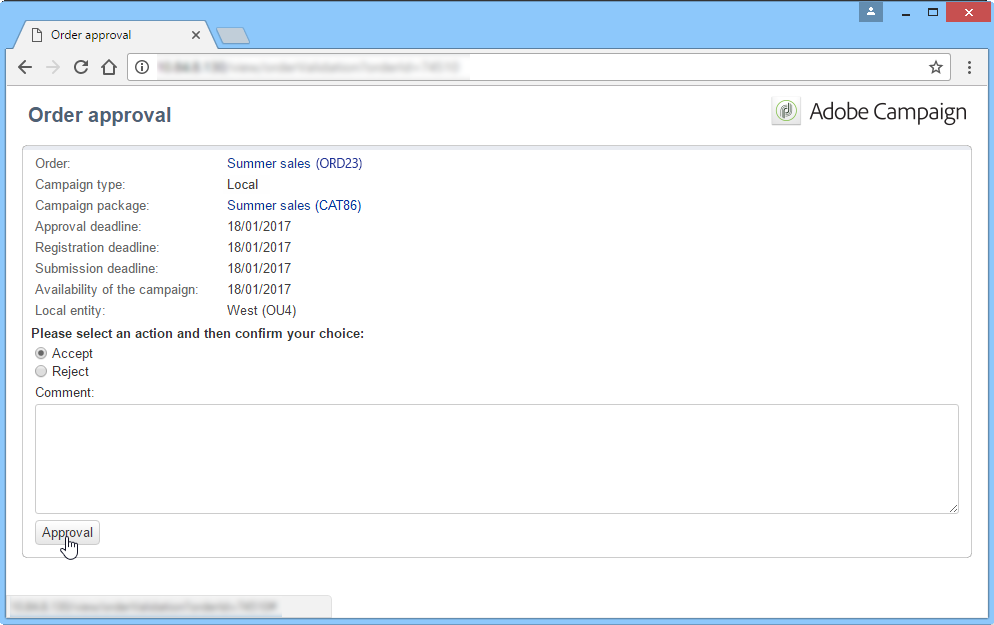 Order approval
Order approval
Adobe Campaign
Order: Summer sales (ORD23)
Campaign type: Local
Campaign package: Summer sales (CAT86)
Approval deadline: 18/01/2017
Registration deadline: 18/01/2017
Submission deadline: 18/01/2017
Availability of the campaign: 18/01/2017
Local entity: West (OU4)
Please select an action and then confirm your choice:
Accept
Reject
Comment:
Approval